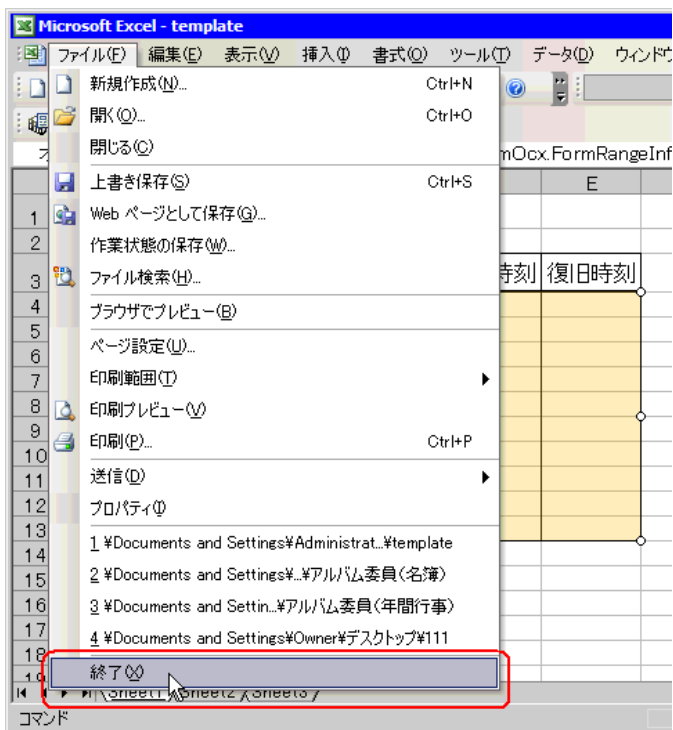 Microsoft Excel - template
ファイル(F) 編集(E) 表示(V) 挿入(I) 書式(O) ツール(T) データ(D) ウィンドウ
新規作成(N)... Ctrl+N
開く(O)... Ctrl+O
閉じる(C)
mOcx.FormRangeInf
上書き保存(S) Ctrl+S
E
Web ページとして保存(G)...
1
作業状態の保存(W)...
2
ファイル検索(H)...
3 時刻 復旧時刻
ブラウザでプレビュー(B)
4
ページ設定(U)...
5
6
印刷範囲(T)
7
印刷プレビュー(V)
8
9
印刷(P)... Ctrl+P
10
送信(D)
11
プロパティ(I)
12
13
1 ¥Documents and Settings¥Administrat...¥template
14
2 ¥Documents and Settings¥...¥アルバム委員(名簿)
15
3 ¥Documents and Settin...¥アルバム委員(年間行事)
16
4 ¥Documents and Settings¥Owner¥デスクトップ¥111
17
18
終了(X)
Sheet1 Sheet2 Sheet3
コマンド